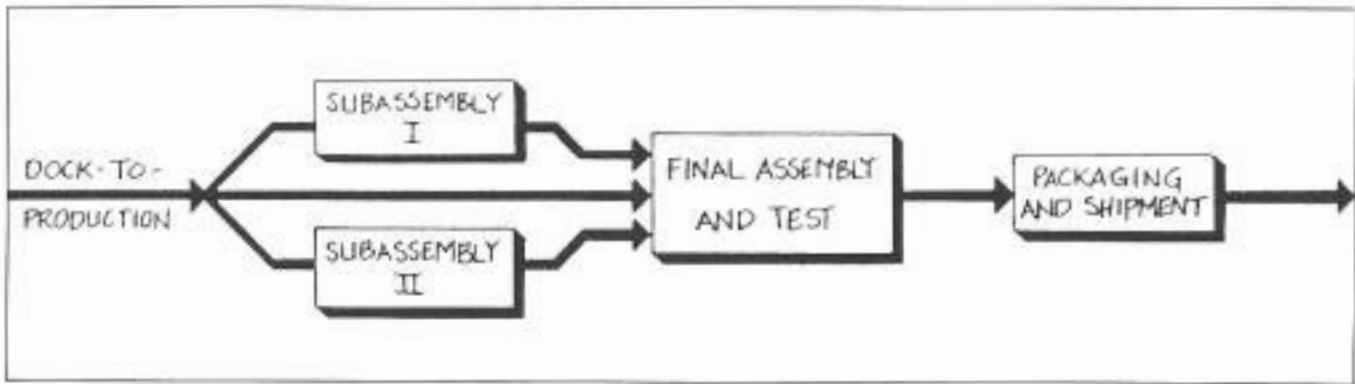 DOCK-TO-
PRODUCTION
SUBASSEMBLY
I
SUBASSEMBLY
II
FINAL ASSEMBLY
AND TEST
PACKAGING
AND SHIPMENT